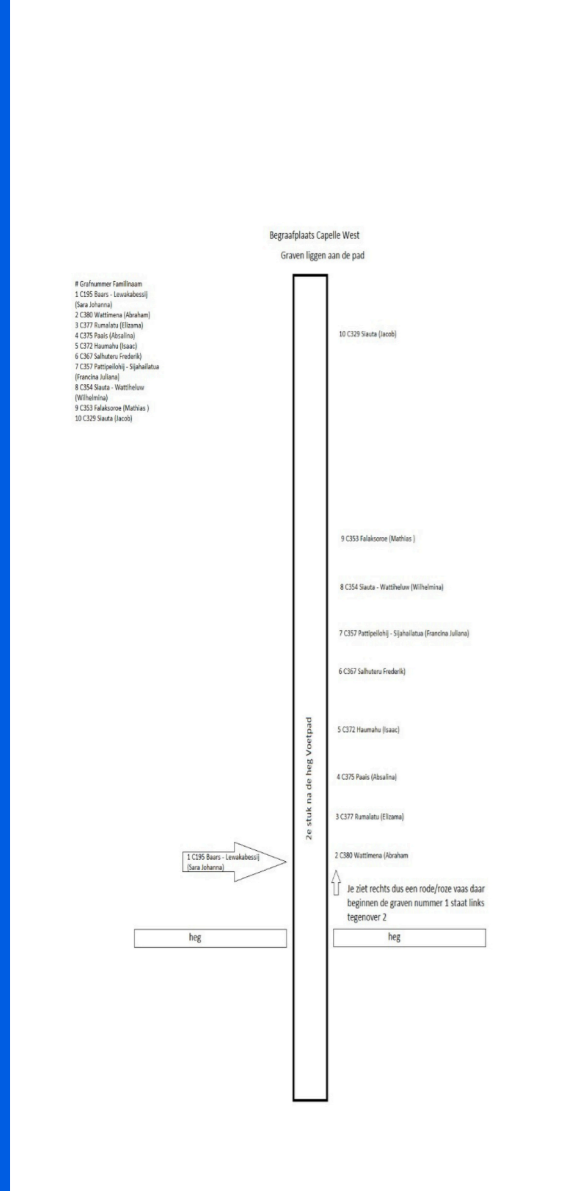 Begraafplaats Capelle West
Graven liggen aan de pad
# Grafnummer Familinaam
1 C195 Baars - Lewakabessij
(Sara Johanna)
2 C380 Wattimena (Abraham)
3 C377 Rumalatu (Elizama)
4 C375 Paais (Absalina)
5 C372 Haumahu (Isaac)
6 C367 Salhuteru Frederik)
7 C357 Pattipeilohij - Sijahailatua
(Francina Juliana)
8 C354 Siauta - Wattiheluw
(Wilhelmina)
9 C353 Falaksoroe (Mathias )
10 C329 Siauta (Jacob)
10 C329 Siauta (Jacob)
9 C353 Falaksoroe (Mathias )
8 C354 Siauta - Wattiheluw (Wilhelmina)
7 C357 Pattipeilohij - Sijahailatua (Francina Juliana)
6 C367 Salhuteru Frederik)
5 C372 Haumahu (Isaac)
4 C375 Paais (Absalina)
3 C377 Rumalatu (Elizama)
2e stuk na de heg Voetpad
1 C195 Baars - Lewakabessij
(Sara Johanna)
2 C380 Wattimena (Abraham
Je ziet rechts dus een rode/roze vaas daar
beginnen de graven nummer 1 staat links
tegenover 2
heg
heg